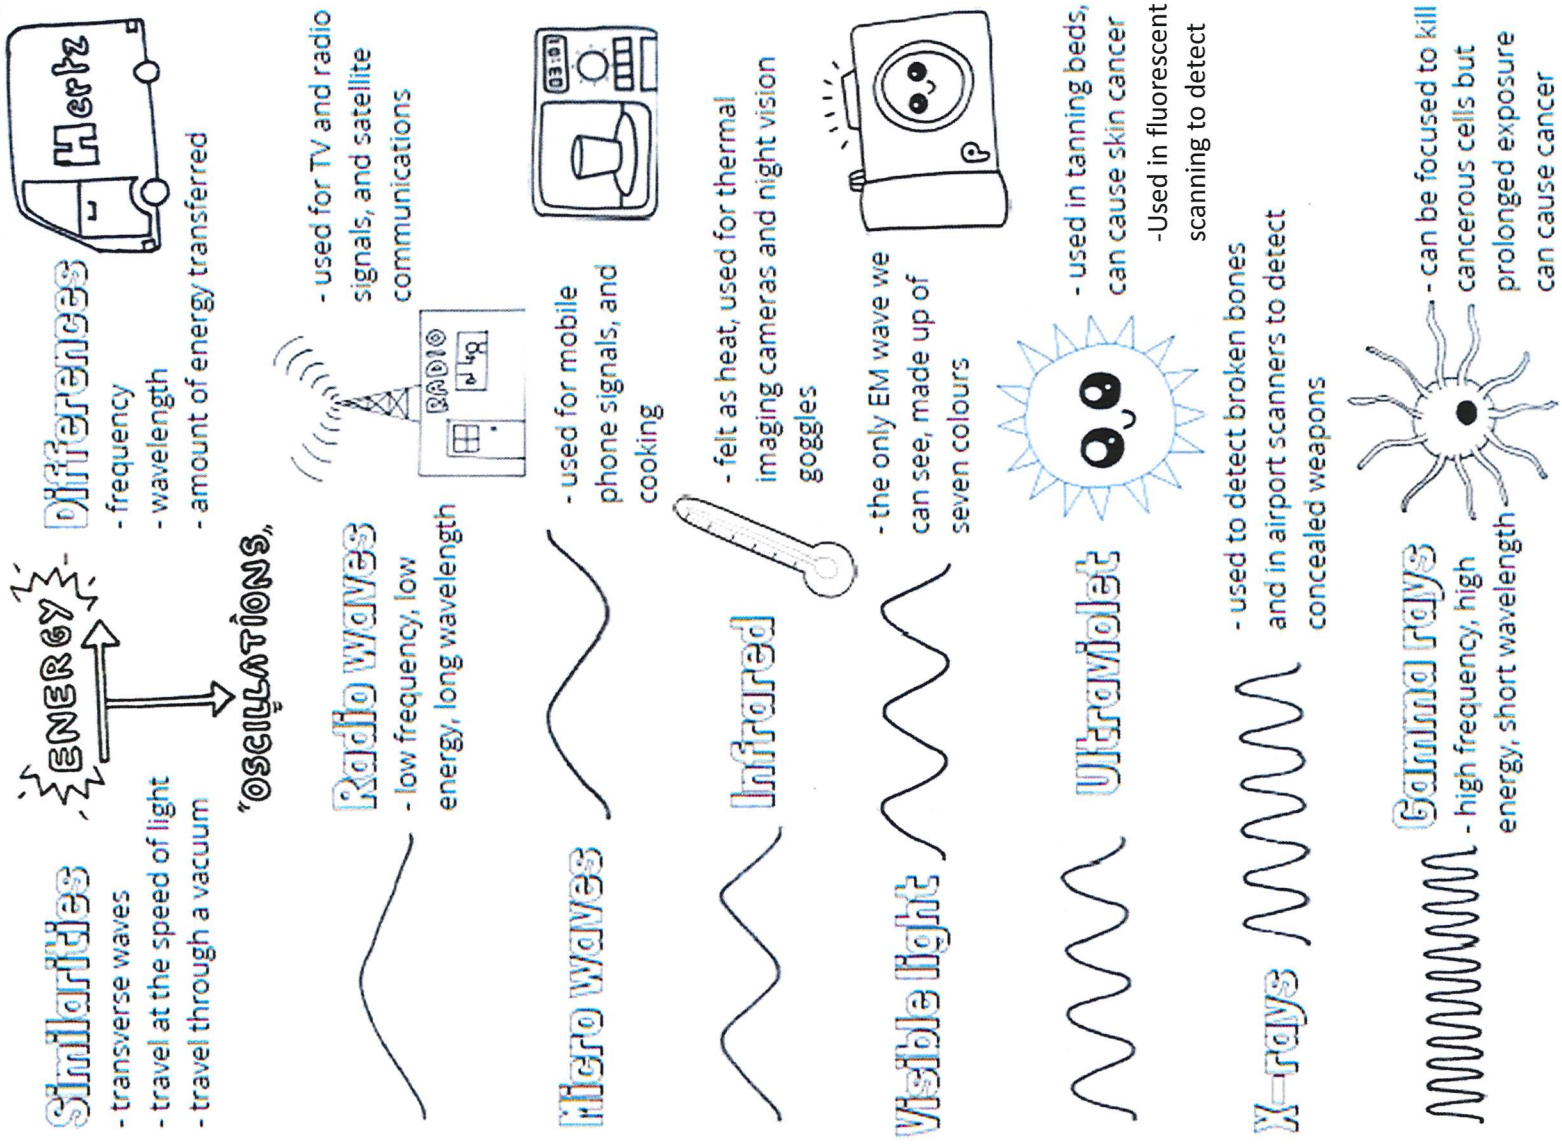 Similarities
- transverse waves
- travel at the speed of light
- travel through a vacuum
ENERGY
OSCILLATIONS
Differences
- frequency
- wavelength
- amount of energy transferred
Hertz
Radio waves
- low frequency, low
energy, long wavelength
RADIO
- used for TV and radio
signals, and satellite
communications
Micro waves
- used for mobile
phone signals, and
cooking
03:01
Infrared
- felt as heat, used for thermal
imaging cameras and night vision
goggles
Visible light
- the only EM wave we
can see, made up of
seven colours
P
Ultraviolet
- used in tanning beds,
can cause skin cancer
-Used in fluorescent
scanning to detect
X-rays
- used to detect broken bones
and in airport scanners to detect
concealed weapons
Gamma rays
- high frequency, high
energy, short wavelength
- can be focused to kill
cancerous cells but
prolonged exposure
can cause cancer